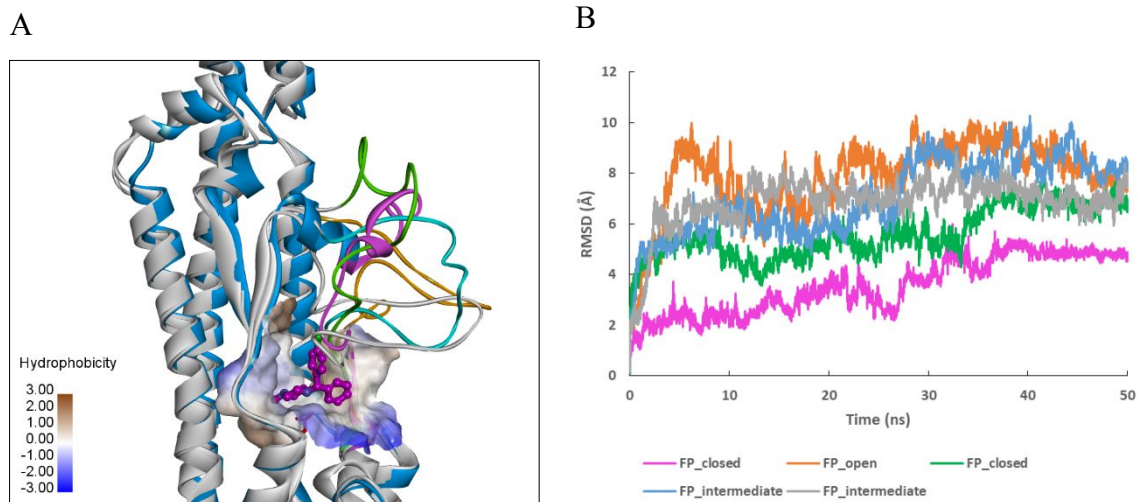 A
B
Hydrophobicity
3.00
2.00
1.00
0.00
-1.00
-2.00
-3.00
12
10
8
6
4
2
0
RMSD (Å)
0 10 20 30 40 50
Time (ns)
FP_closed FP_open FP_closed
FP_intermediate FP_intermediate